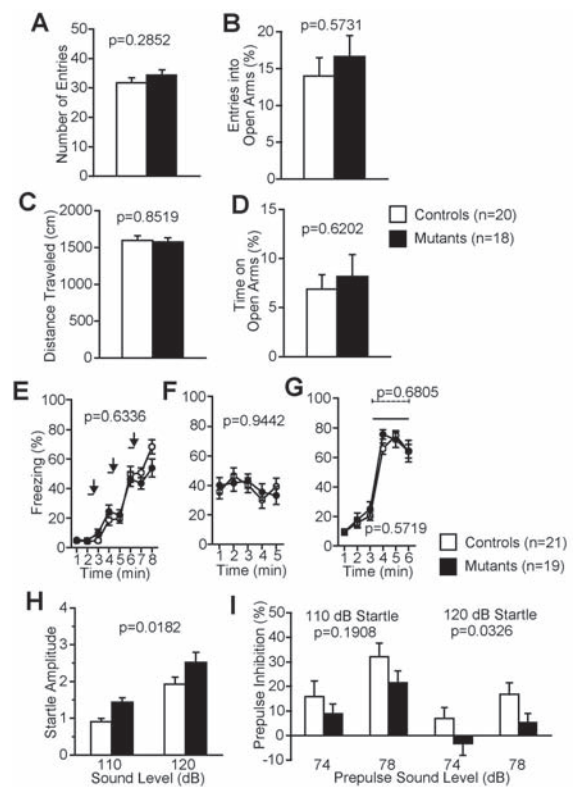 A
p=0.2852
50
40
30
20
10
0
Number of Entries
B
p=0.5731
20
15
10
5
0
Entries into
Open Arms (%)
C
p=0.8519
2000
1500
1000
500
0
Distance Traveled (cm)
D
p=0.6202
10
5
0
Time on
Open Arms (%)
Controls (n=20)
Mutants (n=18)
E
p=0.6336
100
80
60
40
20
0
Freezing (%)
1 2 3 4 5 6 7 8
Time (min)
F
p=0.9442
100
80
60
40
20
0
1 2 3 4 5
Time (min)
G
p=0.6805
100
80
60
40
20
0
p=0.5719
1 2 3 4 5 6
Time (min)
Controls (n=21)
Mutants (n=19)
H
p=0.0182
4
3
2
1
0
Startle Amplitude
110 120
Sound Level (dB)
I
110 dB Startle
p=0.1908
120 dB Startle
p=0.0326
50
40
30
20
10
0
-10
Prepulse Inhibition (%)
74 78 74 78
Prepulse Sound Level (dB)